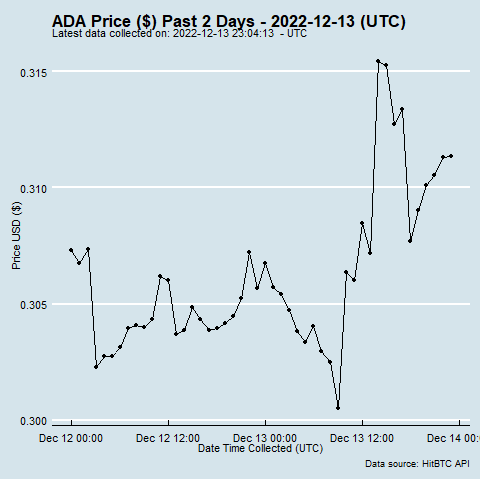 ADA Price ($) Past 2 Days - 2022-12-13 (UTC)
Latest data collected on: 2022-12-13 23:04:13  - UTC
0.315
0.310
0.305
0.300
Price USD ($)
Dec 12 00:00 Dec 12 12:00 Dec 13 00:00 Dec 13 12:00 Dec 14 00:
Date Time Collected (UTC)
Data source: HitBTC API